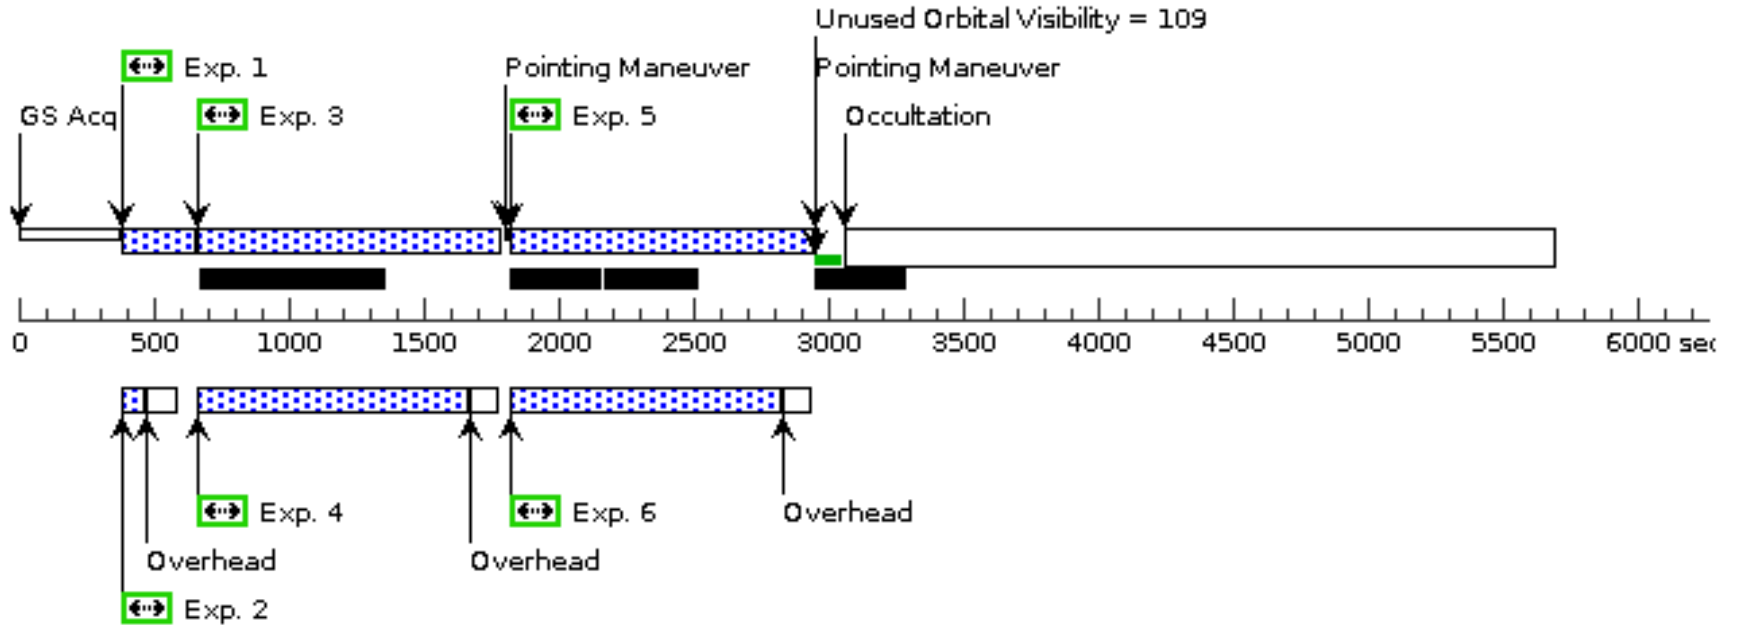 Unused Orbital Visibility = 109
Exp. 1
Pointing Maneuver
Pointing Maneuver
GS Acq
Exp. 3
Exp. 5
Occultation
0 500 1000 1500 2000 2500 3000 3500 4000 4500 5000 5500 6000 sec
Exp. 4
Exp. 6
Overhead
Overhead
Overhead
Exp. 2